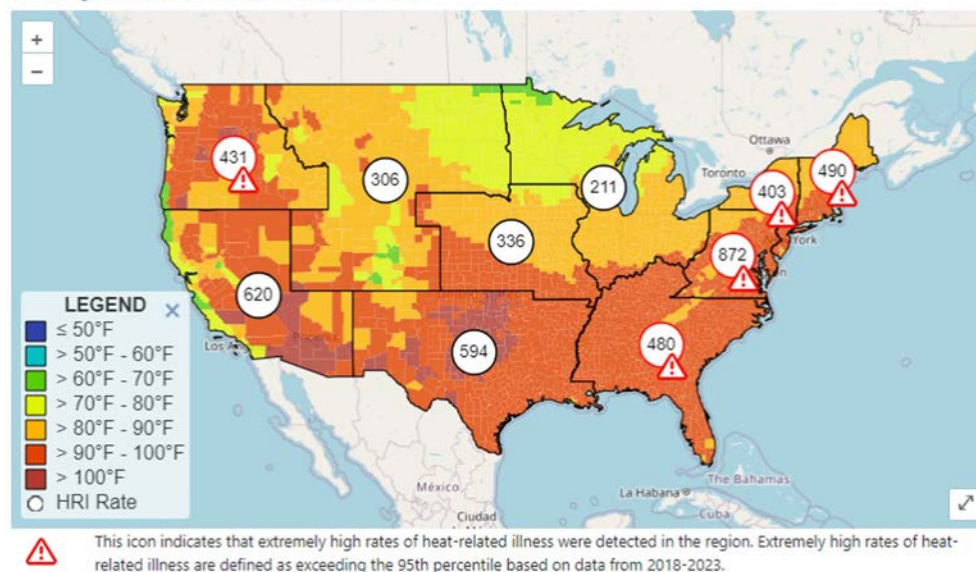 +
−
Ottawa
431
490
Toronto
403
306
211
York
336
872
620
LEGEND
✕
≤ 50°F
> 50°F - 60°F
> 60°F - 70°F
> 70°F - 80°F
> 80°F - 90°F
> 90°F - 100°F
> 100°F
HRI Rate
Los
594
480
The Bahamas
La Habana
México
Cuba
Ciudad
This icon indicates that extremely high rates of heat-related illness were detected in the region. Extremely high rates of heat-
related illness are defined as exceeding the 95th percentile based on data from 2018-2023.